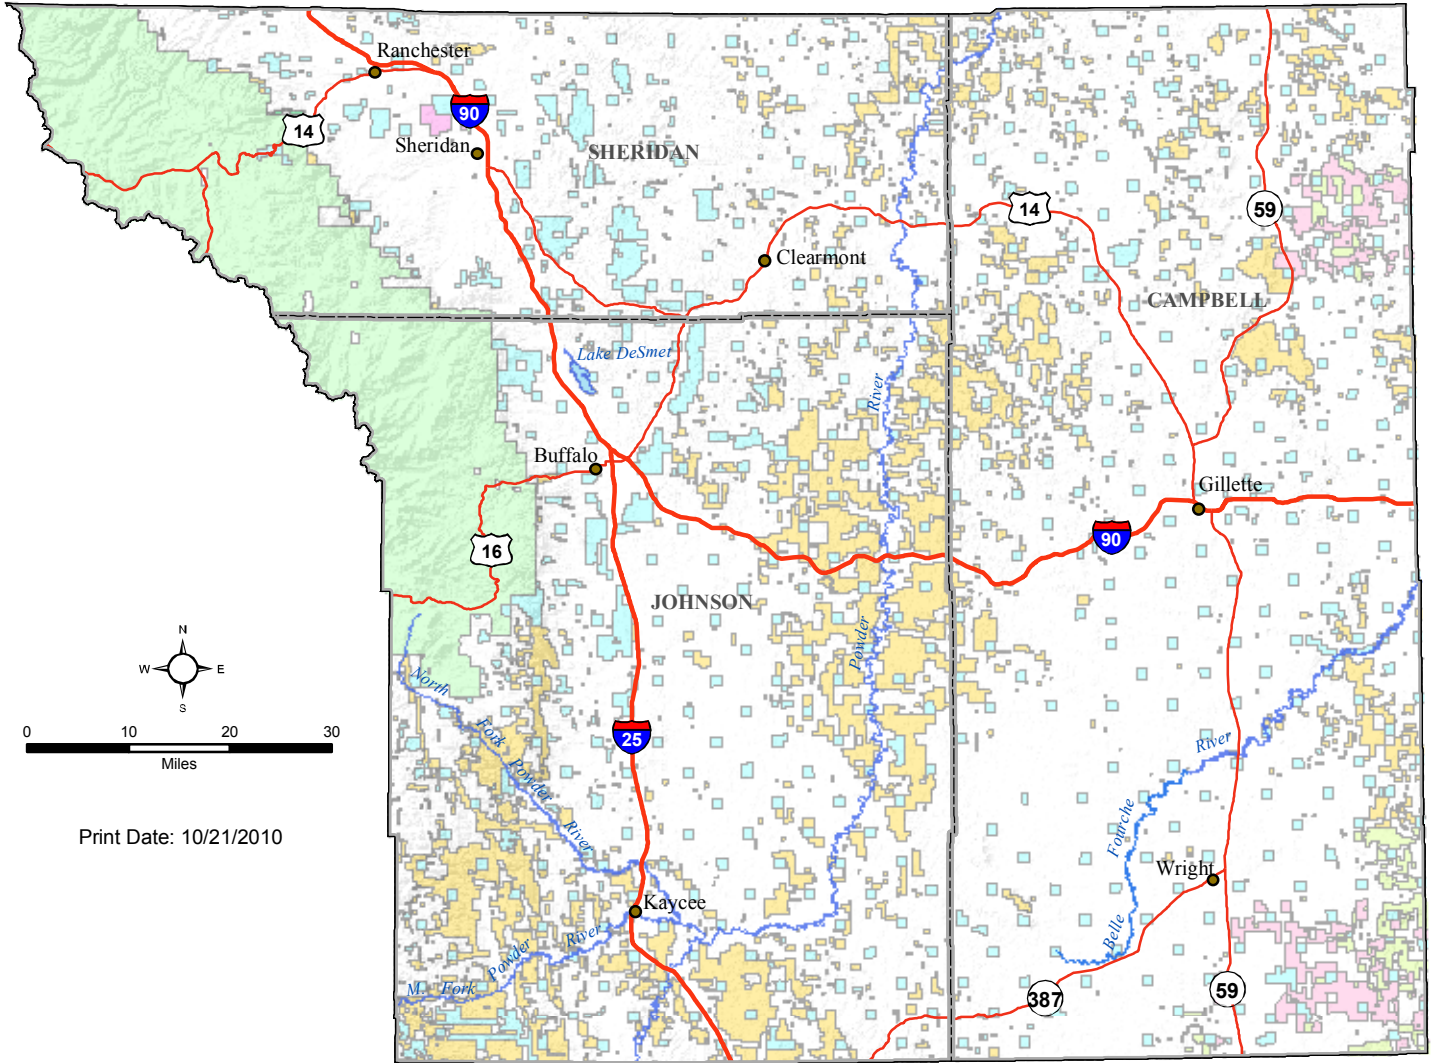 Ranchester
90
14
Sheridan
SHERIDAN
59
14
Clearmont
CAMPBELL
Lake DeSmet
River
Buffalo
Gillette
90
16
JOHNSON
Powder
N
W E
S
North
Fork
Powder
River
0 10 20 30
Miles
25
River
Fourche
Belle
Print Date: 10/21/2010
Wright
Kaycee
River
Powder
M. Fork
387
59